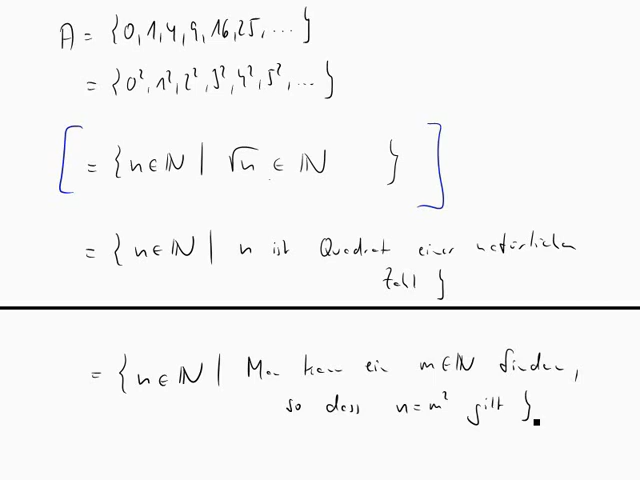 A = {0, 1, 4, 9, 16, 25, ... }
= {0², 1², 2², 3², 4², 5², ... }
[ = {n ∈ ℕ | √n ∈ ℕ } ]
= { n ∈ ℕ | n ist Quadrat einer natürlichen
Zahl }
= { n ∈ ℕ | Man kann ein m ∈ ℕ finden,
so dass n = m² gilt }.